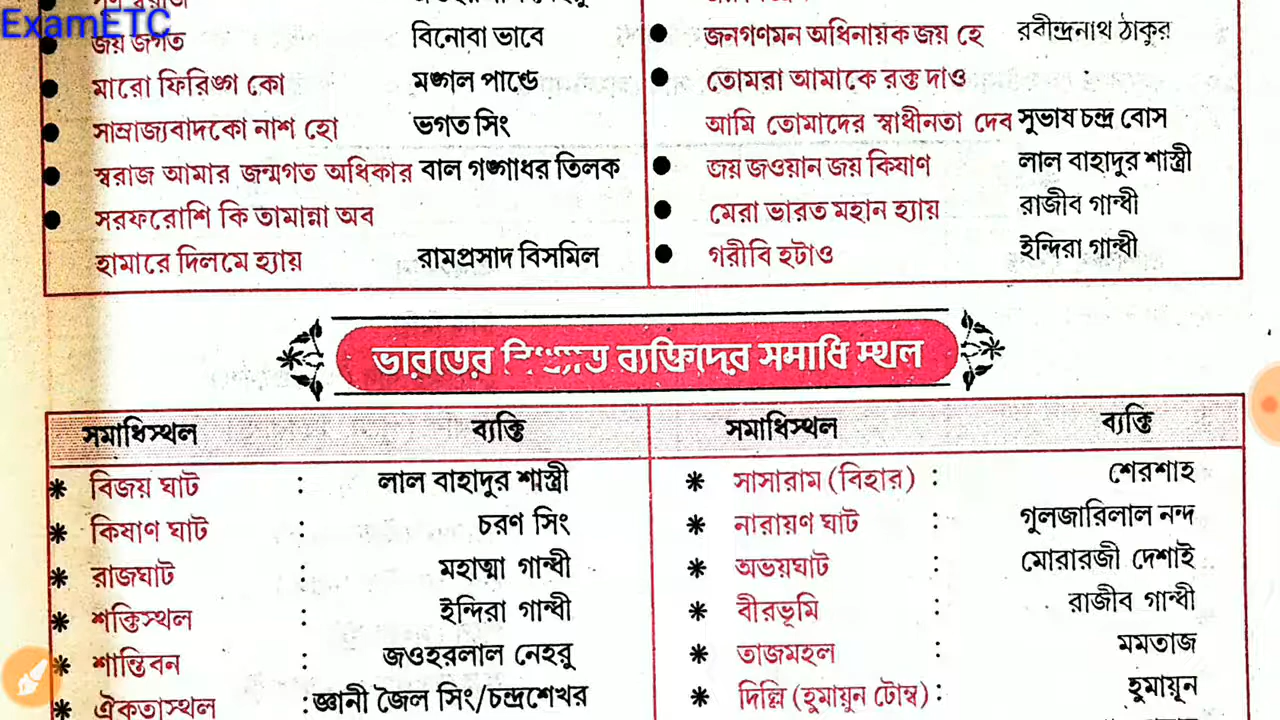 ExamETC
জয় জগত বিনোবা ভাবে
মারো ফিরিঙ্গ কো মঙ্গল পান্ডে
সাম্রাজ্যবাদকো নাশ হো ভগত সিং
স্বরাজ আমার জন্মগত অধিকার বাল গঙ্গাধর তিলক
সরফরোশি কি তামান্না অব
হামারে দিলমে হ্যায় রামপ্রসাদ বিসমিল
জনগণমন অধিনায়ক জয় হে রবীন্দ্রনাথ ঠাকুর
তোমরা আমাকে রক্ত দাও
আমি তোমাদের স্বাধীনতা দেব সুভাষ চন্দ্র বোস
জয় জওয়ান জয় কিষাণ লাল বাহাদুর শাস্ত্রী
মেরা ভারত মহান হ্যায় রাজীব গান্ধী
গরীবি হটাও ইন্দিরা গান্ধী
ভারতের বিখ্যাত ব্যক্তিদের সমাধি স্থল
সমাধিস্থল ব্যক্তি
* বিজয় ঘাট : লাল বাহাদুর শাস্ত্রী
* কিষাণ ঘাট : চরণ সিং
* রাজঘাট : মহাত্মা গান্ধী
* শক্তিস্থল : ইন্দিরা গান্ধী
* শান্তিবন : জওহরলাল নেহরু
* ঐকতাস্থল : জ্ঞানী জৈল সিং/চন্দ্রশেখর
সমাধিস্থল ব্যক্তি
* সাসারাম (বিহার) : শেরশাহ
* নারায়ণ ঘাট : গুলজারিলাল নন্দ
* অভয়ঘাট : মোরারজী দেশাই
* বীরভূমি : রাজীব গান্ধী
* তাজমহল : মমতাজ
* দিল্লি (হুমায়ুন টোম্ব) : হুমায়ূন